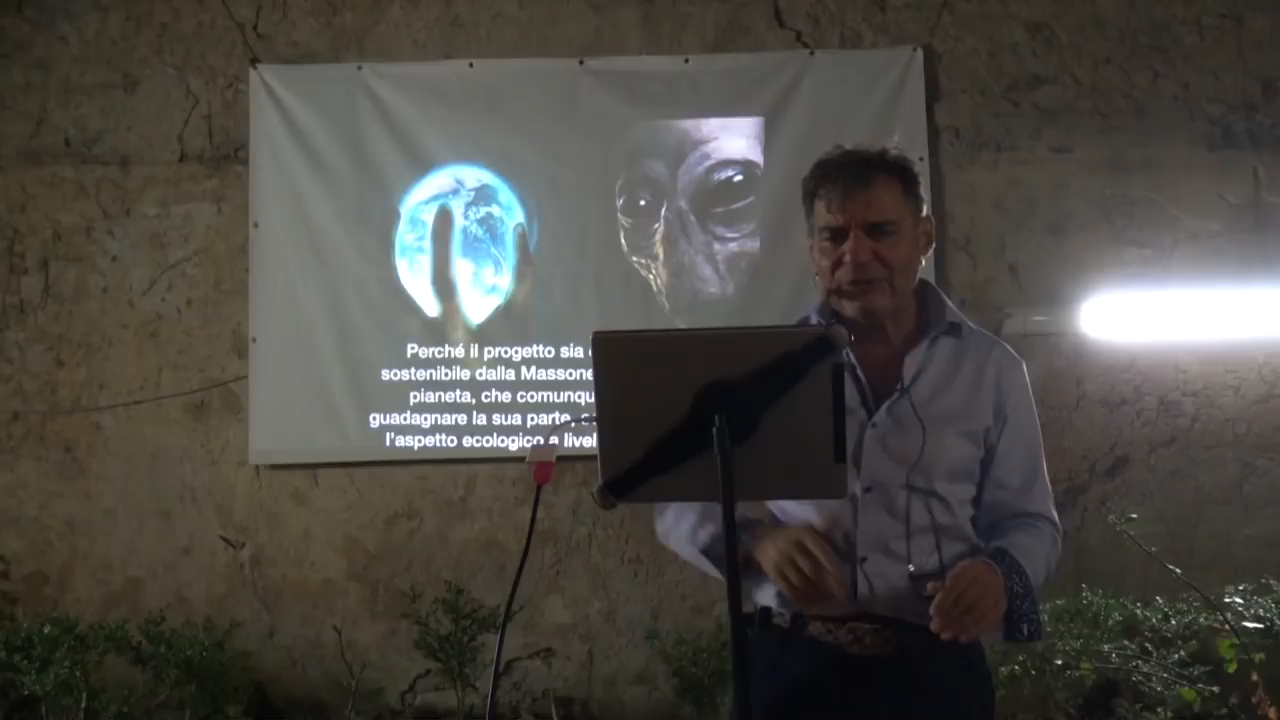 Perché il progetto sia
sostenibile dalla Massone
pianeta, che comunqu
guadagnare la sua parte,
l'aspetto ecologico a livel